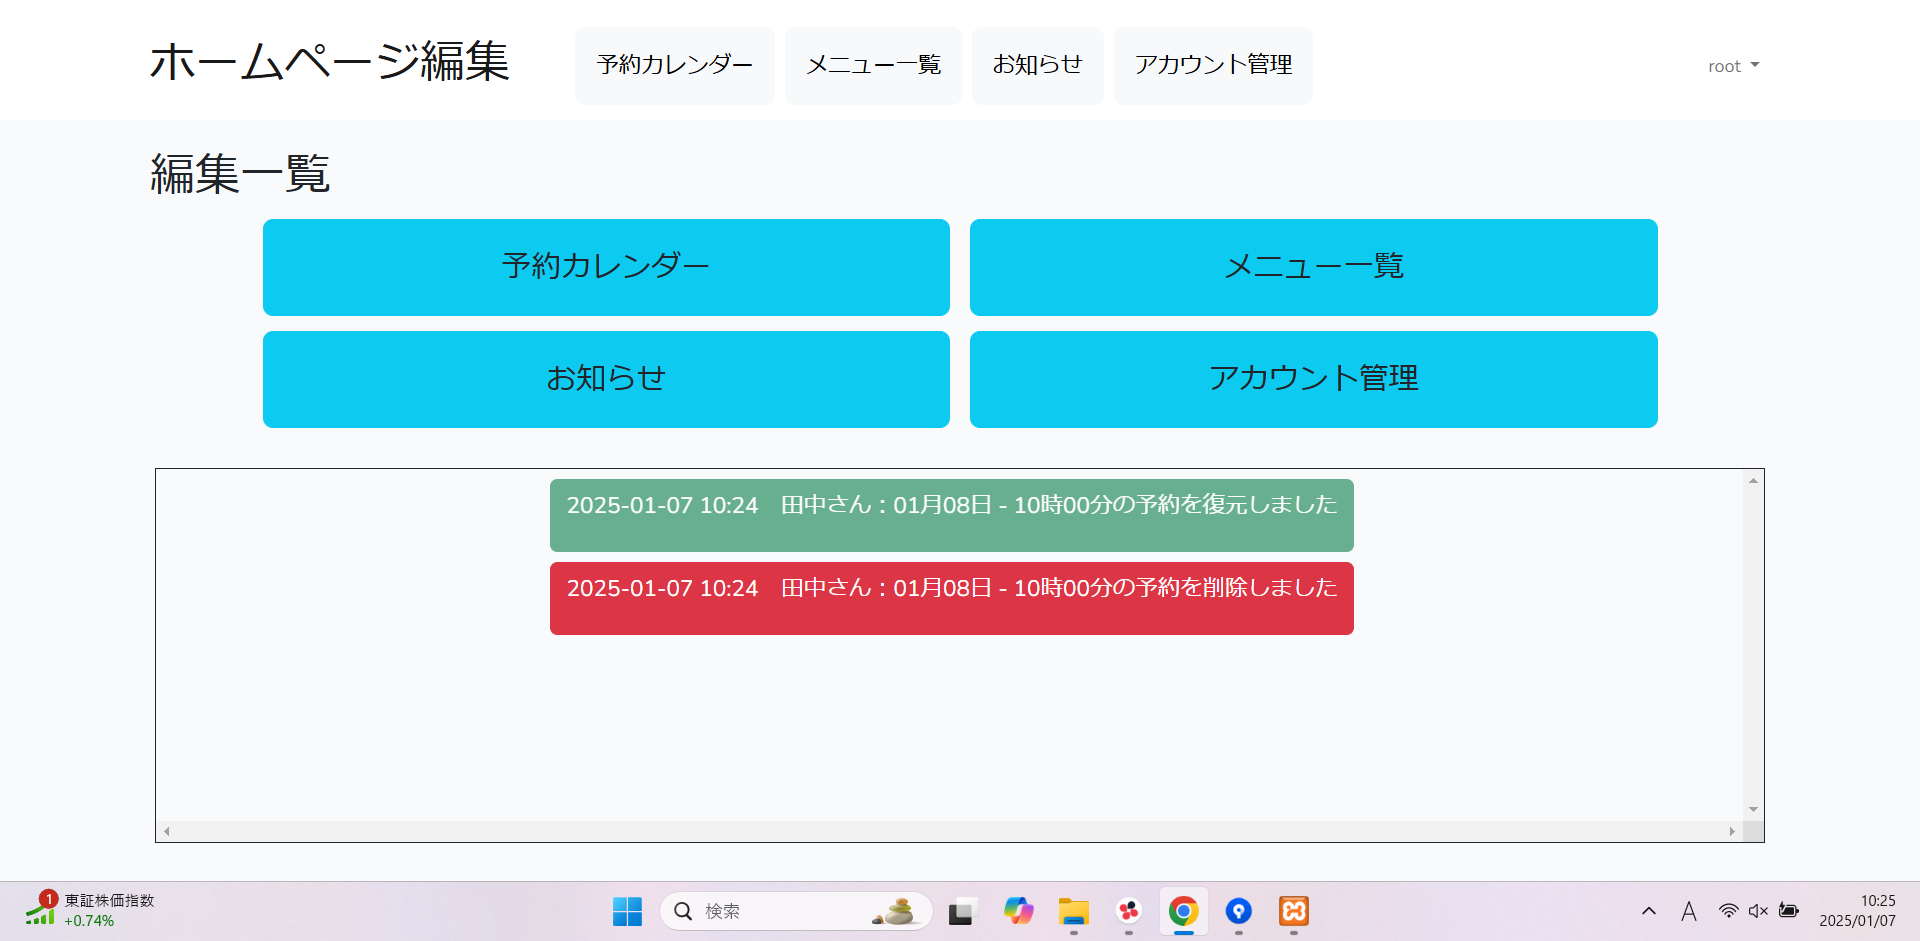 ホームページ編集
予約カレンダー
メニュー一覧
お知らせ
アカウント管理
root
編集一覧
予約カレンダー
メニュー一覧
お知らせ
アカウント管理
2025-01-07 10:24　田中さん：01月08日 - 10時00分の予約を復元しました
2025-01-07 10:24　田中さん：01月08日 - 10時00分の予約を削除しました
1
東証株価指数
+0.74%
検索
A
10:25
2025/01/07